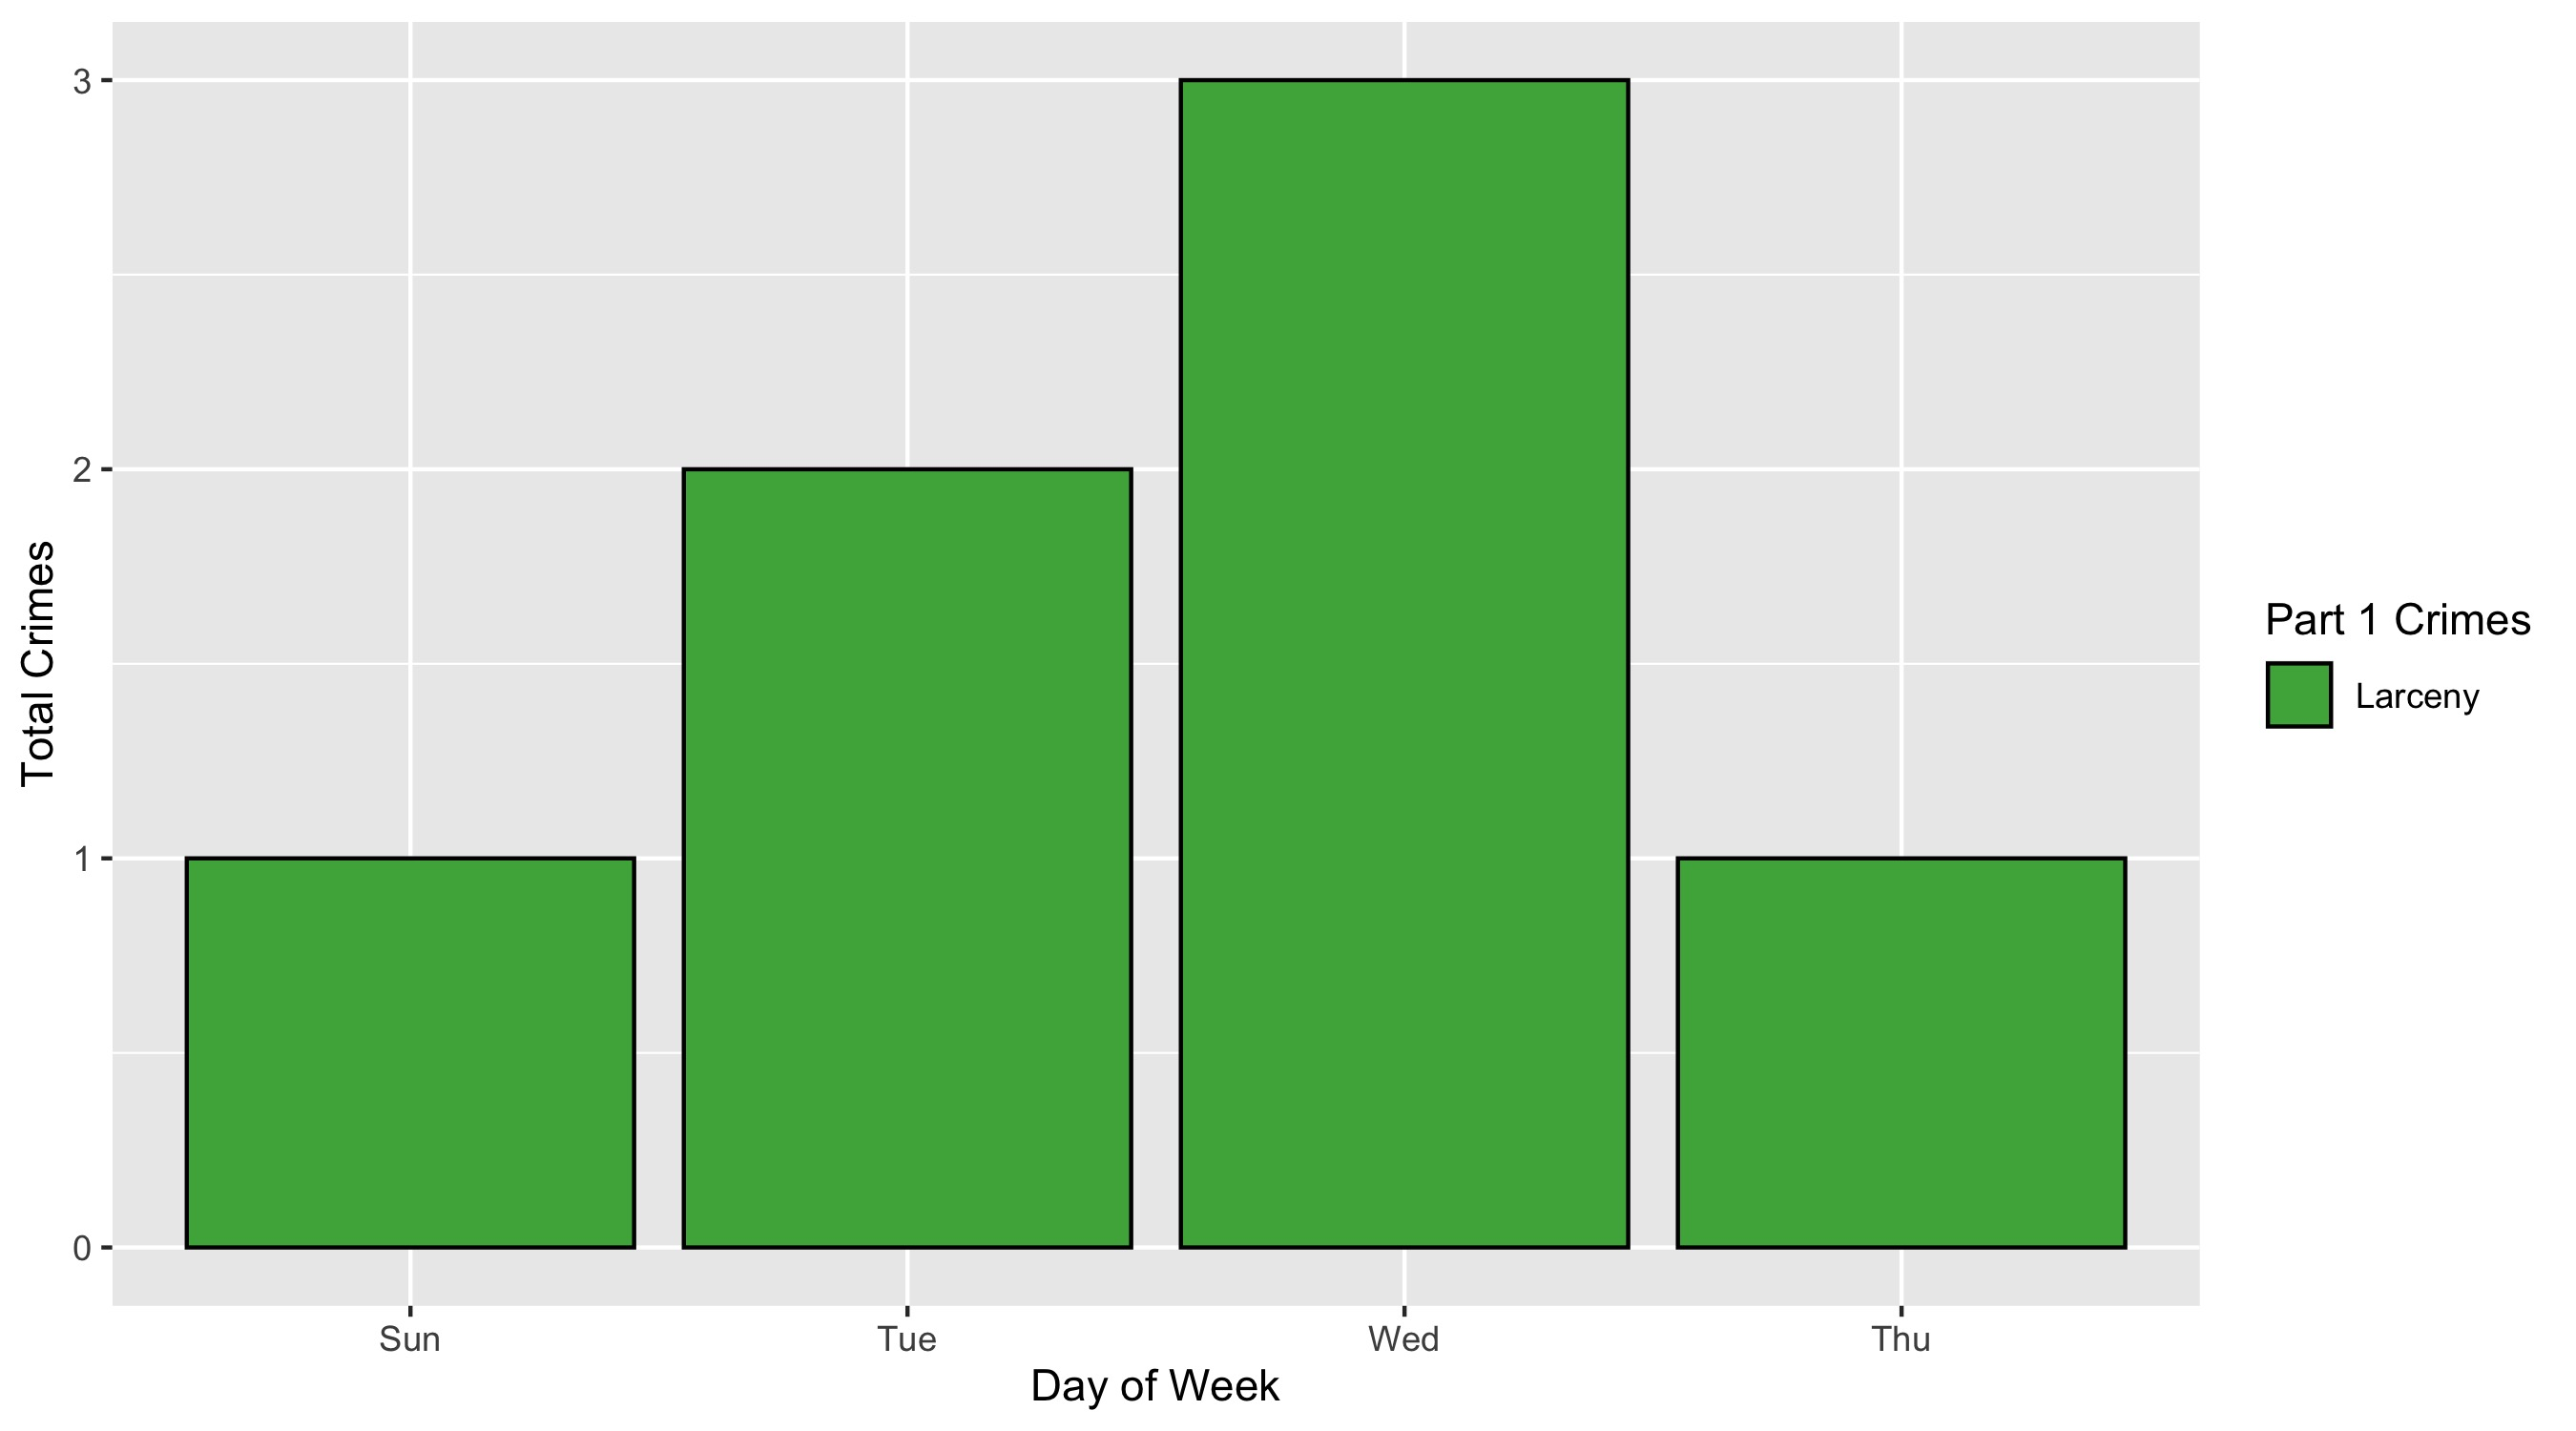 3
2
1
0
Total Crimes
Sun Tue Wed Thu
Day of Week
Part 1 Crimes
Larceny